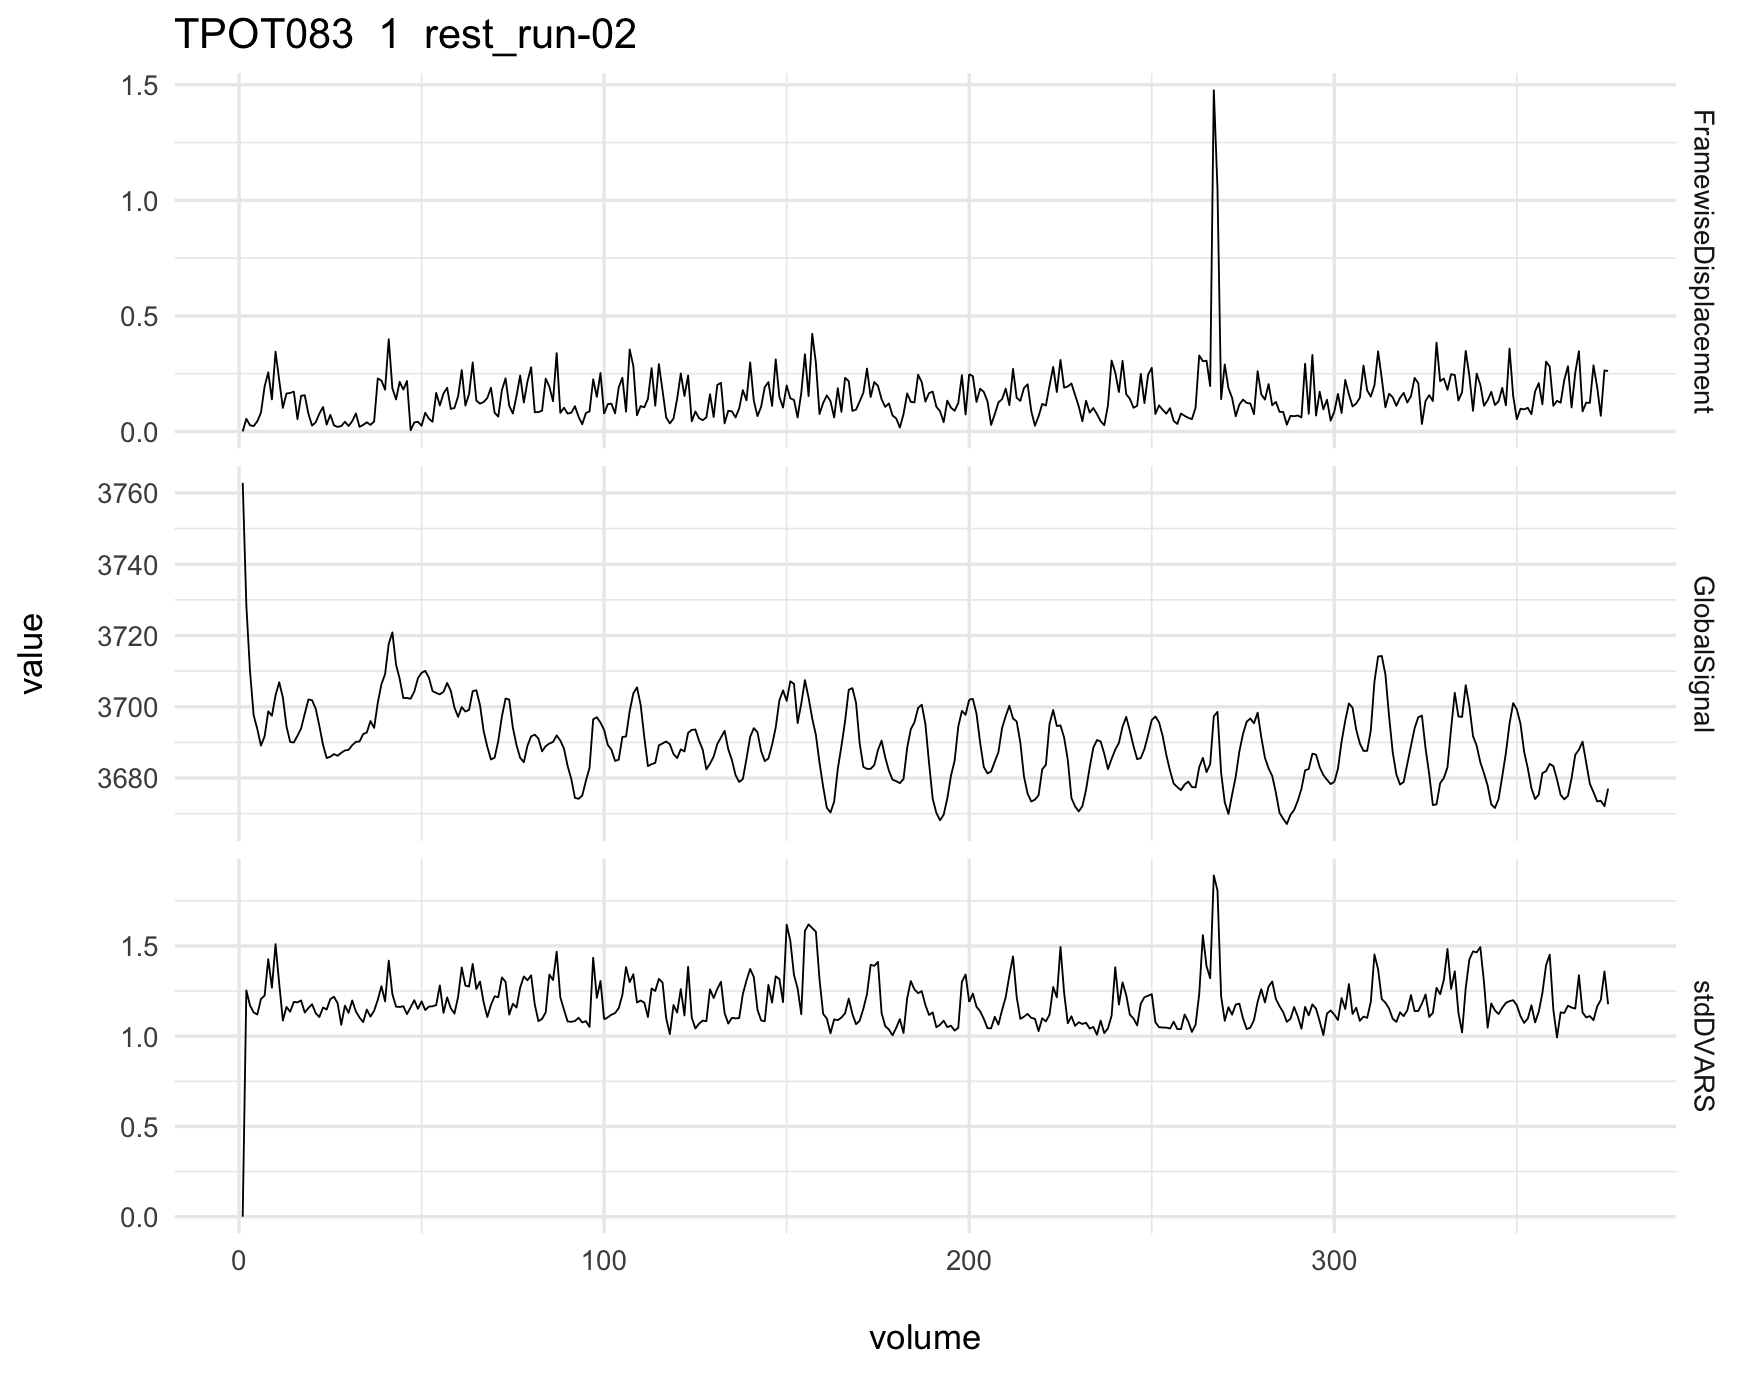 TPOT083 1 rest_run-02
1.5
1.0
0.5
0.0
FramewiseDisplacement
3760
3740
3720
3700
3680
GlobalSignal
value
1.5
1.0
0.5
0.0
stdDVARS
0 100 200 300
volume